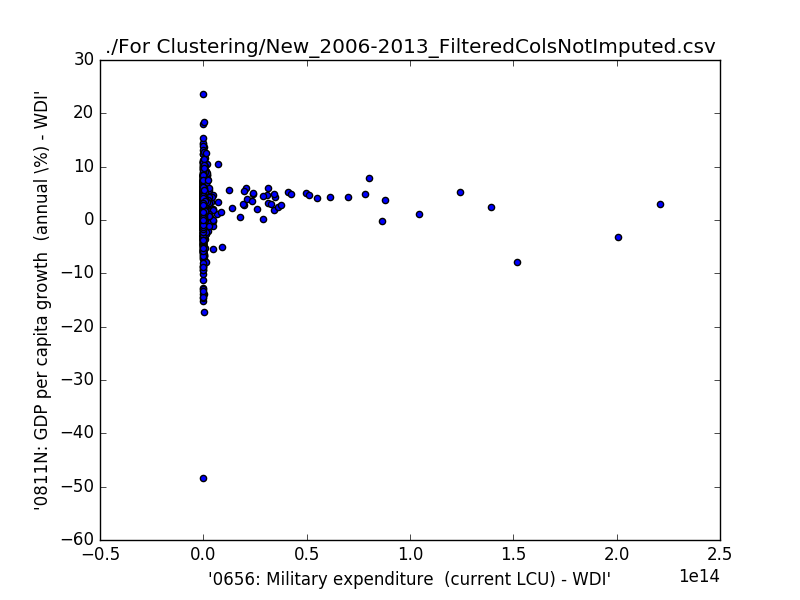 ./For Clustering/New_2006-2013_FilteredColsNotImputed.csv
30
20
10
0
−10
−20
−30
−40
−50
−60
'0811N: GDP per capita growth  (annual \%) - WDI'
−0.5 0.0 0.5 1.0 1.5 2.0 2.5
1e14
'0656: Military expenditure  (current LCU) - WDI'